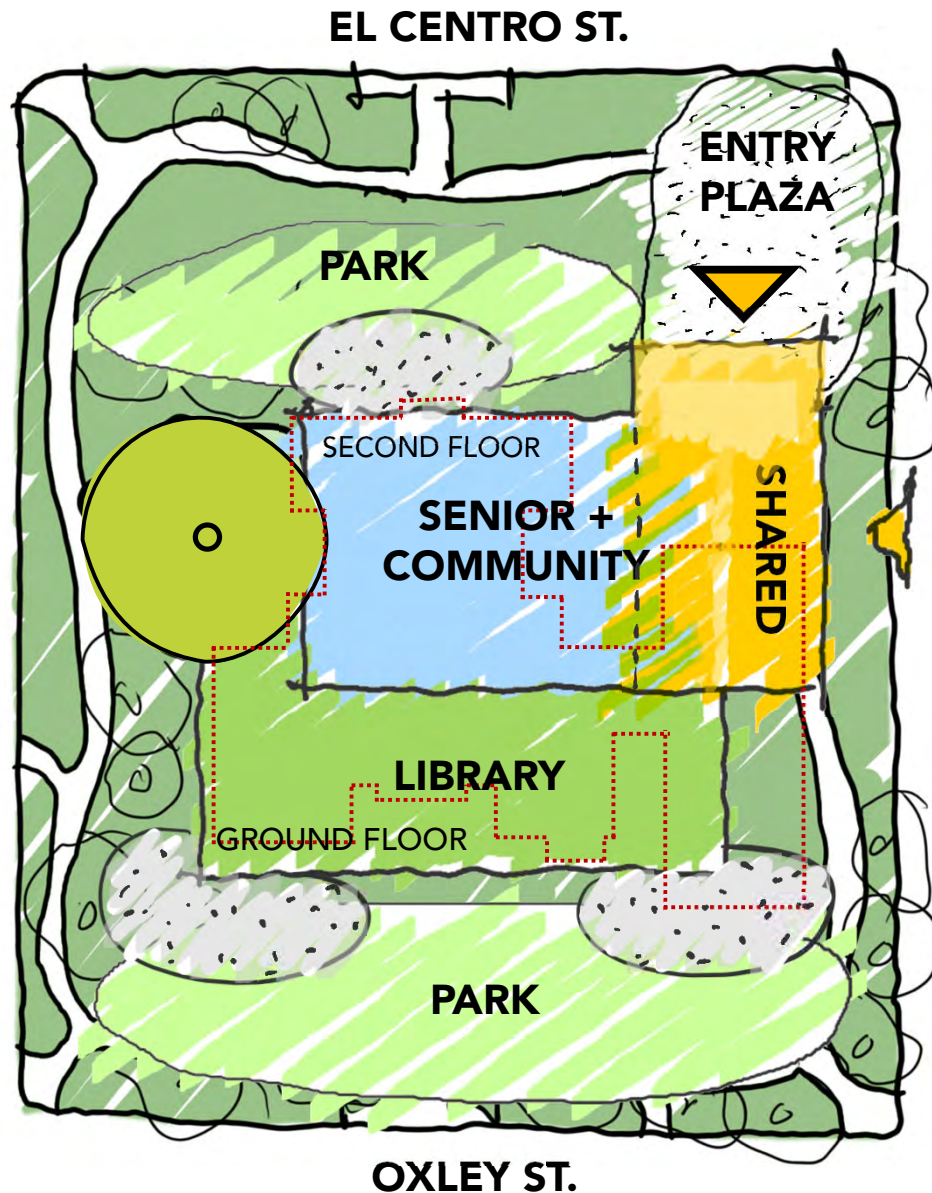 EL CENTRO ST.
ENTRY
PLAZA
PARK
SECOND FLOOR
SENIOR +
COMMUNITY
SHARED
LIBRARY
GROUND FLOOR
PARK
OXLEY ST.